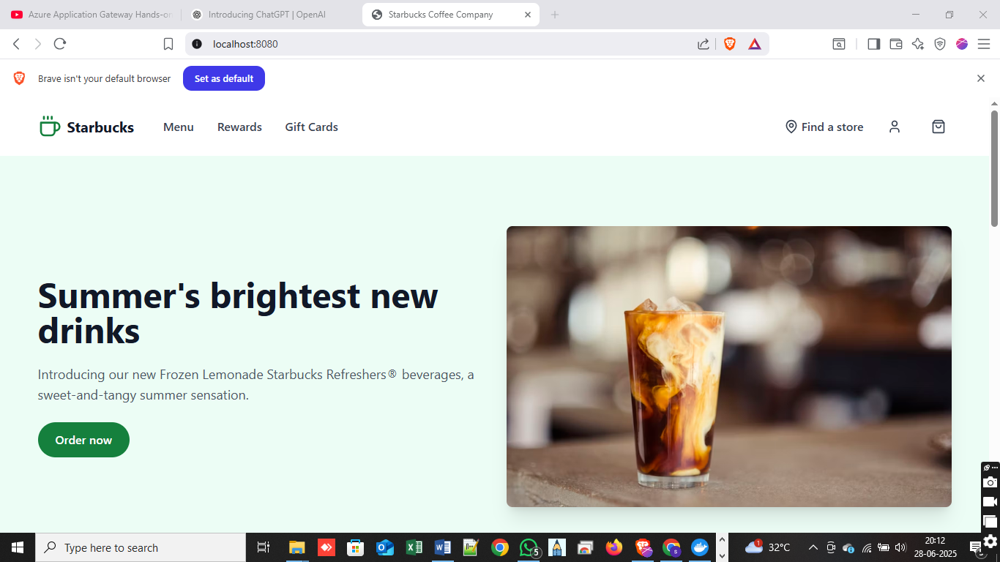 Azure Application Gateway Hands-on
Introducing ChatGPT | OpenAI
Starbucks Coffee Company
localhost:8080
Brave isn't your default browser
Set as default
Starbucks
Menu
Rewards
Gift Cards
Find a store
Summer's brightest new
drinks
Introducing our new Frozen Lemonade Starbucks Refreshers® beverages, a
sweet-and-tangy summer sensation.
Order now
Type here to search
5
1
32°C
20:12
28-06-2025